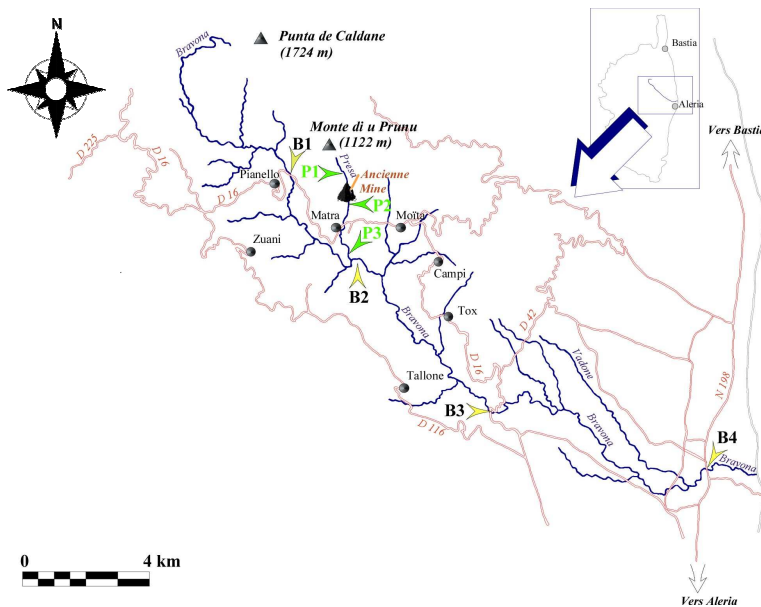 N
Bravona
Punta de Caldane
(1724 m)
Bastia
Aleria
Vers Bastia
D 225
D 16
B1
Monte di u Prunu
(1122 m)
Pianello
P1
Presa
Ancienne
Mine
D 16
P2
Matra
Moïta
Zuani
P3
B2
Campi
Bravona
Tox
D 42
D 16
Vadone
N 198
Tallone
B3
D 116
Bravona
B4
Bravona
0 4 km
Vers Aleria